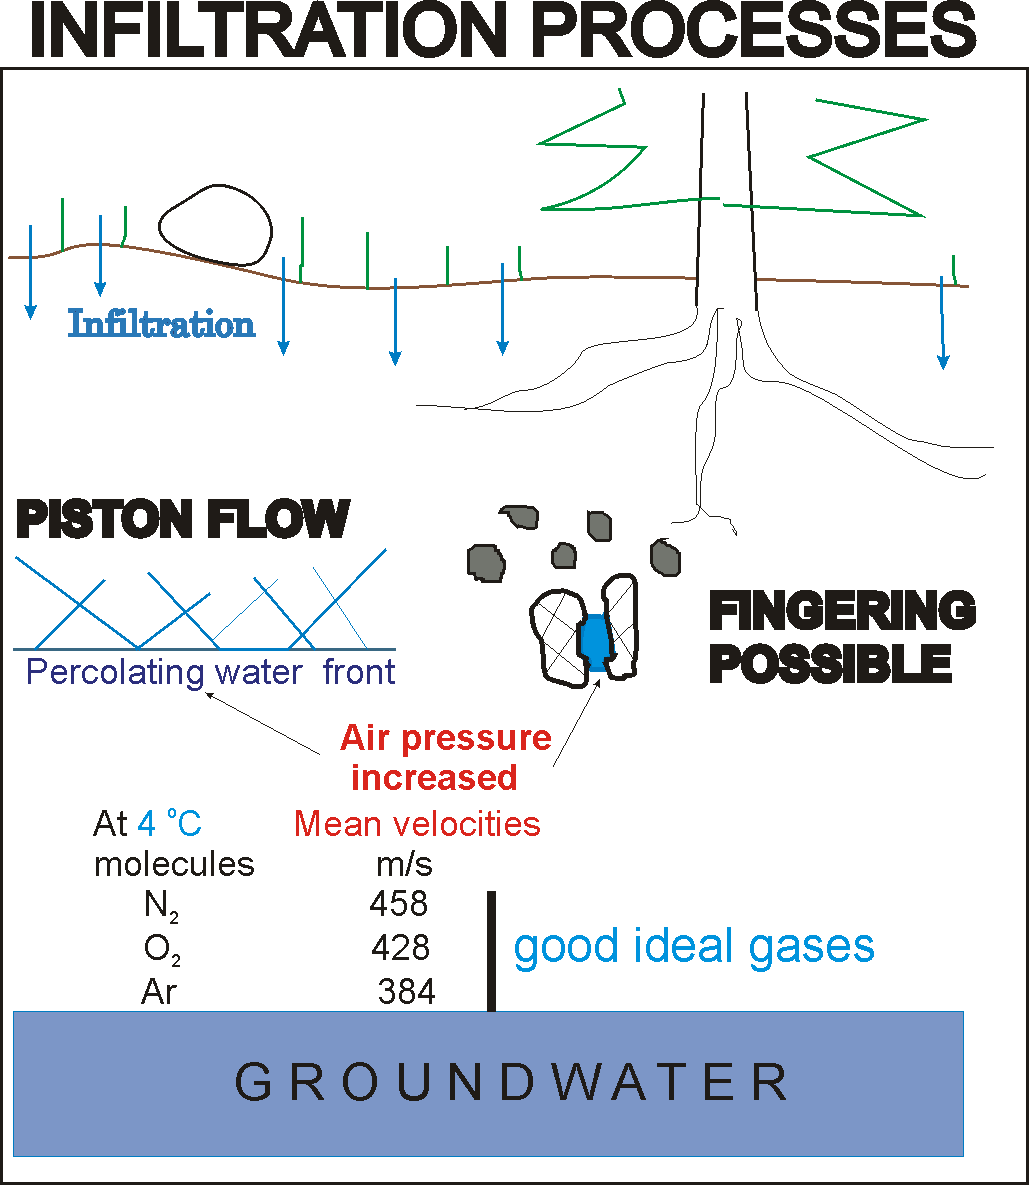 INFILTRATION PROCESSES
Infiltration
PISTON FLOW
Percolating water front
FINGERING
POSSIBLE
Air pressure
increased
At 4 °C Mean velocities
molecules m/s
N₂ 458
O₂ 428
Ar 384
good ideal gases
GROUNDWATER